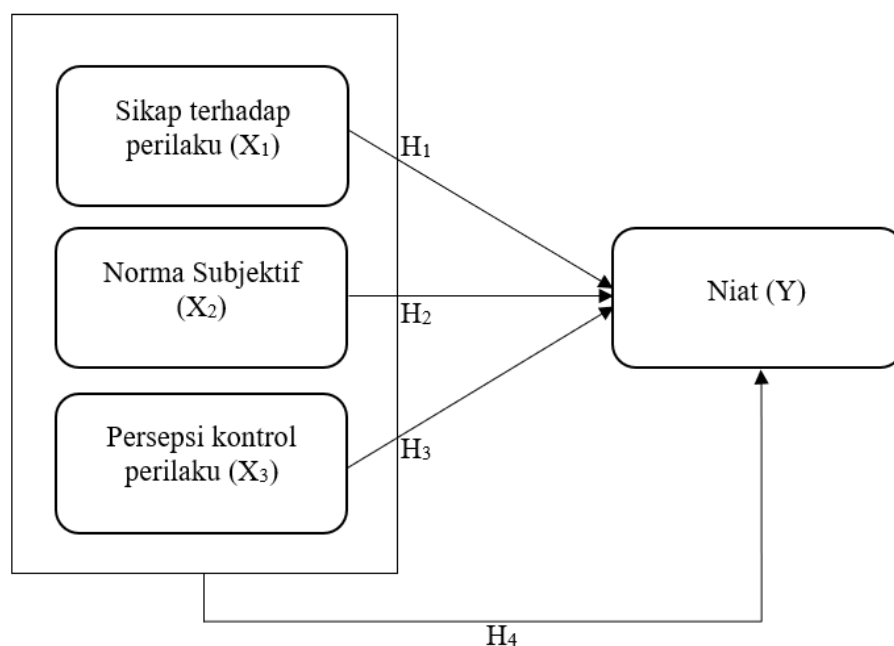 Sikap terhadap
perilaku (X₁)
H₁
Norma Subjektif
(X₂)
H₂
Niat (Y)
Persepsi kontrol
perilaku (X₃)
H₃
H₄